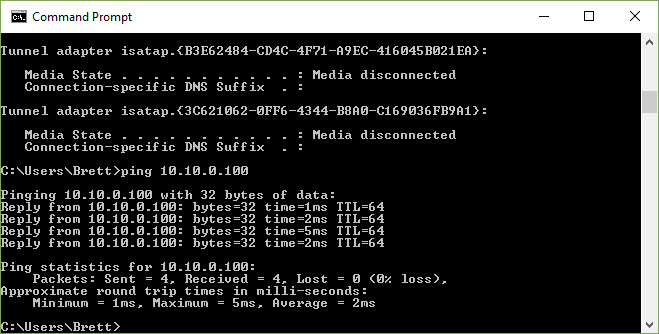 Command Prompt
Tunnel adapter isatap.{B3E62484-CD4C-4F71-A9EC-416045B021EA}:
Media State . . . . . . . . . . . : Media disconnected
Connection-specific DNS Suffix  . :
Tunnel adapter isatap.{3C621062-0FF6-4344-B8A0-C169036FB9A1}:
Media State . . . . . . . . . . . : Media disconnected
Connection-specific DNS Suffix  . :
C:\Users\Brett>ping 10.10.0.100
Pinging 10.10.0.100 with 32 bytes of data:
Reply from 10.10.0.100: bytes=32 time=1ms TTL=64
Reply from 10.10.0.100: bytes=32 time=2ms TTL=64
Reply from 10.10.0.100: bytes=32 time=5ms TTL=64
Reply from 10.10.0.100: bytes=32 time=2ms TTL=64
Ping statistics for 10.10.0.100:
Packets: Sent = 4, Received = 4, Lost = 0 (0% loss),
Approximate round trip times in milli-seconds:
Minimum = 1ms, Maximum = 5ms, Average = 2ms
C:\Users\Brett>